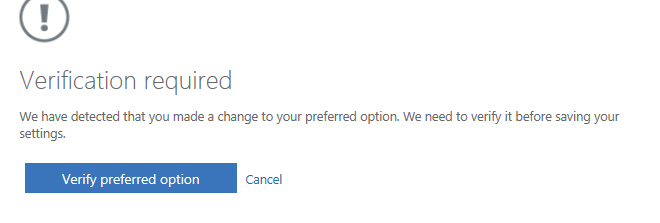 Verification required
We have detected that you made a change to your preferred option. We need to verify it before saving your
settings.
Verify preferred option Cancel